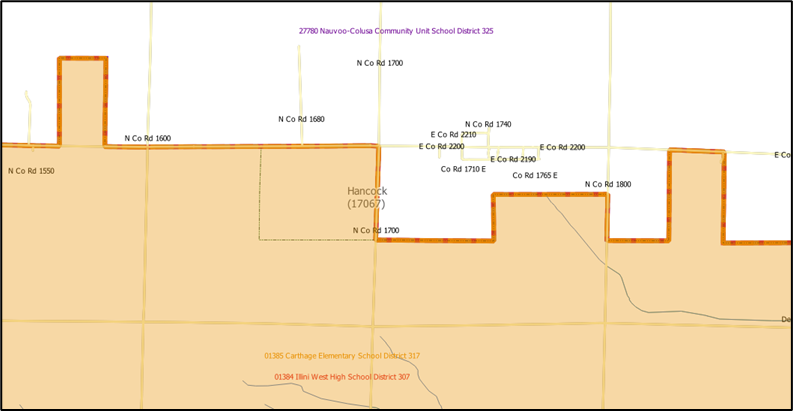 27780 Nauvoo-Colusa Community Unit School District 325
N Co Rd 1700
N Co Rd 1680
N Co Rd 1740
N Co Rd 1600
E Co Rd 2210
E Co Rd 2200
E Co Rd 2200
E Co Rd 2190
E Co
N Co Rd 1550
Co Rd 1710 E
Co Rd 1765 E
N Co Rd 1800
Hancock
(17067)
N Co Rd 1700
De
01385 Carthage Elementary School District 317
01384 Illini West High School District 307